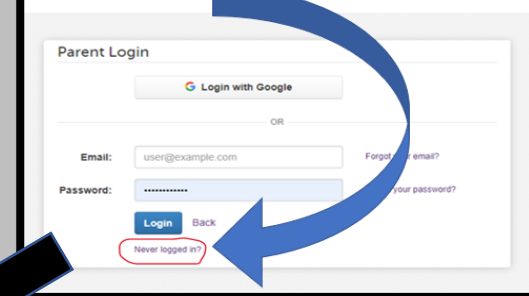 Parent Login
Login with Google
OR
Email: user@example.com Forgot your email?
Password: •••••••••••• your password?
Login Back
Never logged in?